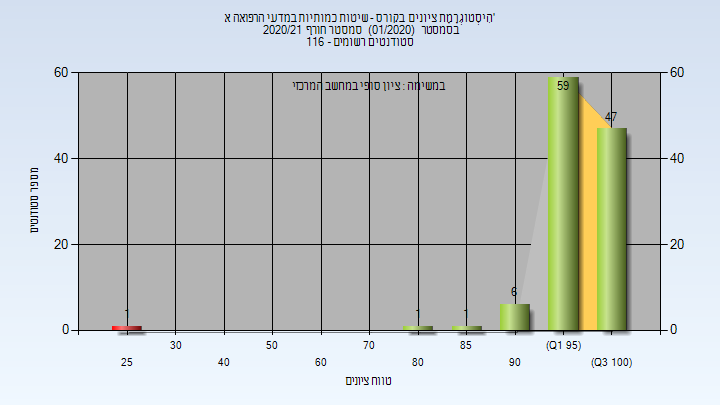 היסטוגרמת ציונים בקורס - שיטות כמותיות במדעי הרפואה א'
בסמסטר (01/2020) סמסטר חורף 2020/21
סטודנטים רשומים - 116
במשימה : ציון סופי במחשב המרכזי
60
60
59
47
40
40
מספר סטודנטים
20
20
6
1
1
1
0
0
30
50
70
85
(Q1 95)
25
40
60
80
90
(Q3 100)
טווח ציונים